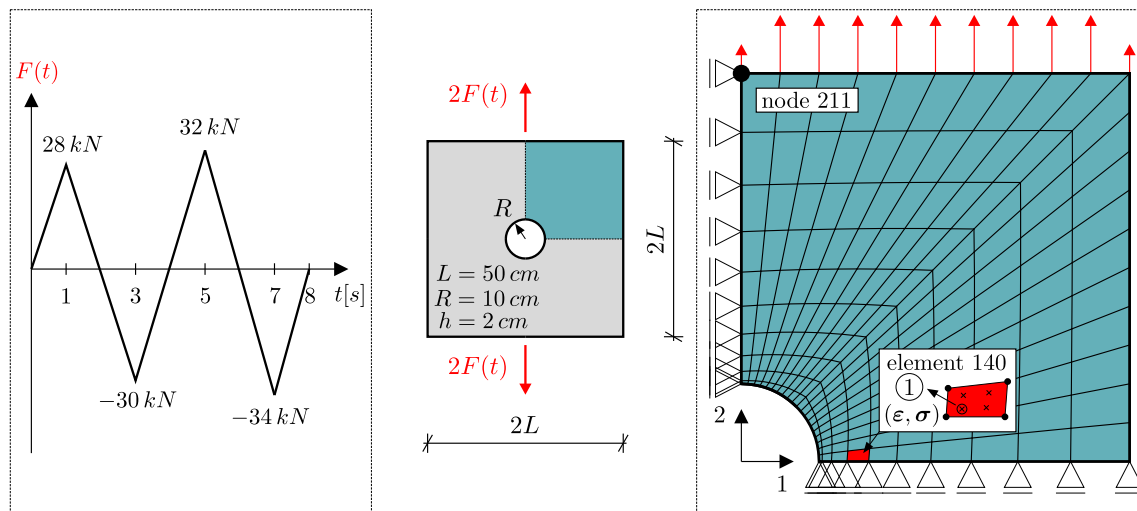 F(t)
28 kN
32 kN
1
3
5
7
8
t[s]
−30 kN
−34 kN
2F(t)
R
L = 50 cm
R = 10 cm
h = 2 cm
2F(t)
2L
2L
node 211
element 140
1
(ε, σ)
2
1